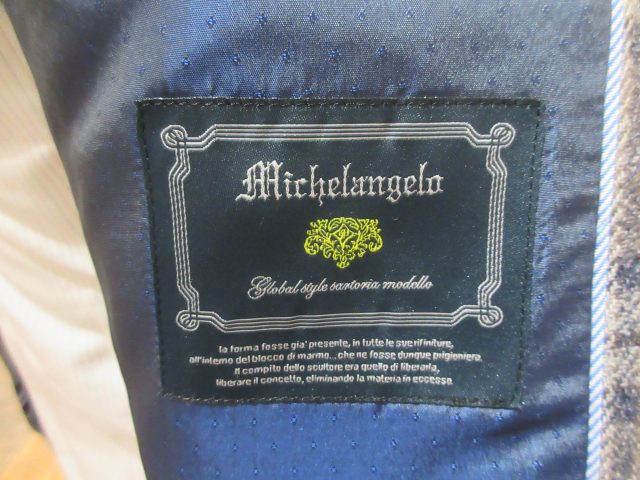 Michelangelo
Global style sartoria modello
la forma fosse gia' presente, in tutte le sue rifiniture,
all'interno del blocco di marmo.., che ne fosse dunque prigioniera.
Il compito dello scultore era quello di liberarla,
liberare il concetto, eliminando la materia in eccesso.